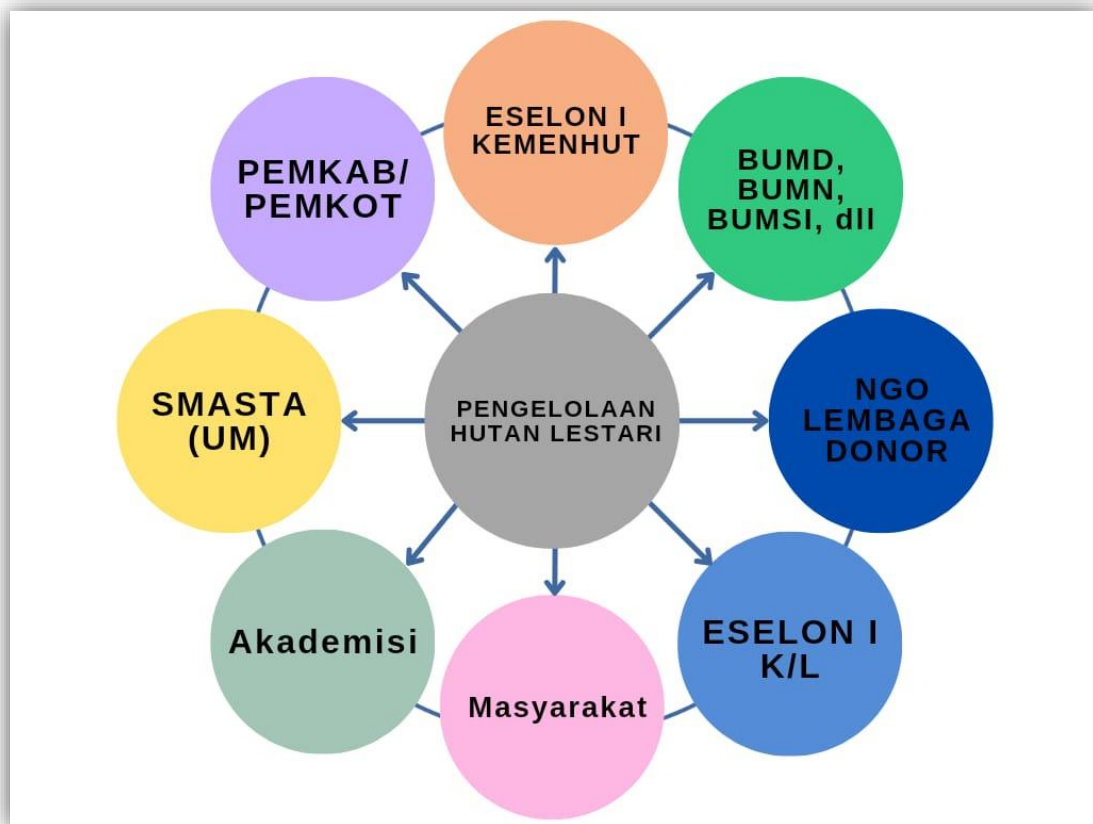 ESELON I
KEMENHUT
BUMD,
BUMN,
BUMSI, dll
NGO
LEMBAGA
DONOR
ESELON I
K/L
Masyarakat
Akademisi
SMASTA
(UM)
PEMKAB/
PEMKOT
PENGELOLAAN
HUTAN LESTARI